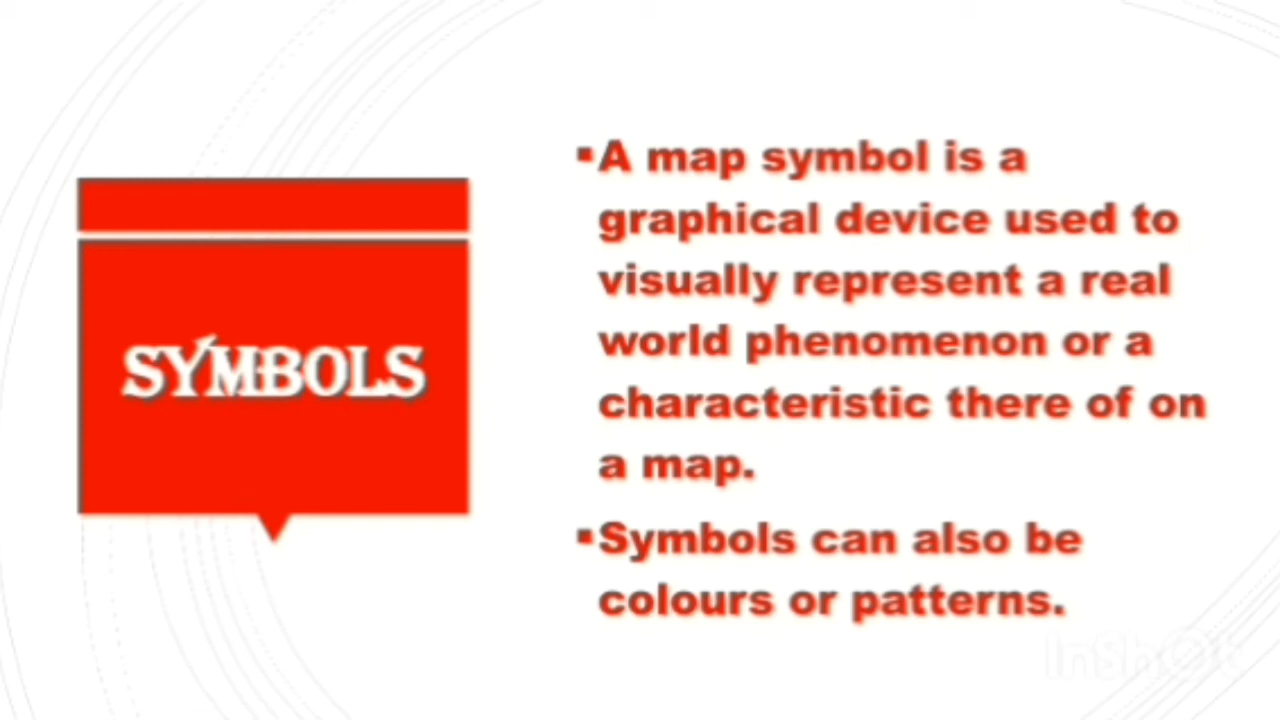 SYMBOLS
▪A map symbol is a
graphical device used to
visually represent a real
world phenomenon or a
characteristic there of on
a map.
▪Symbols can also be
colours or patterns.
InShOt